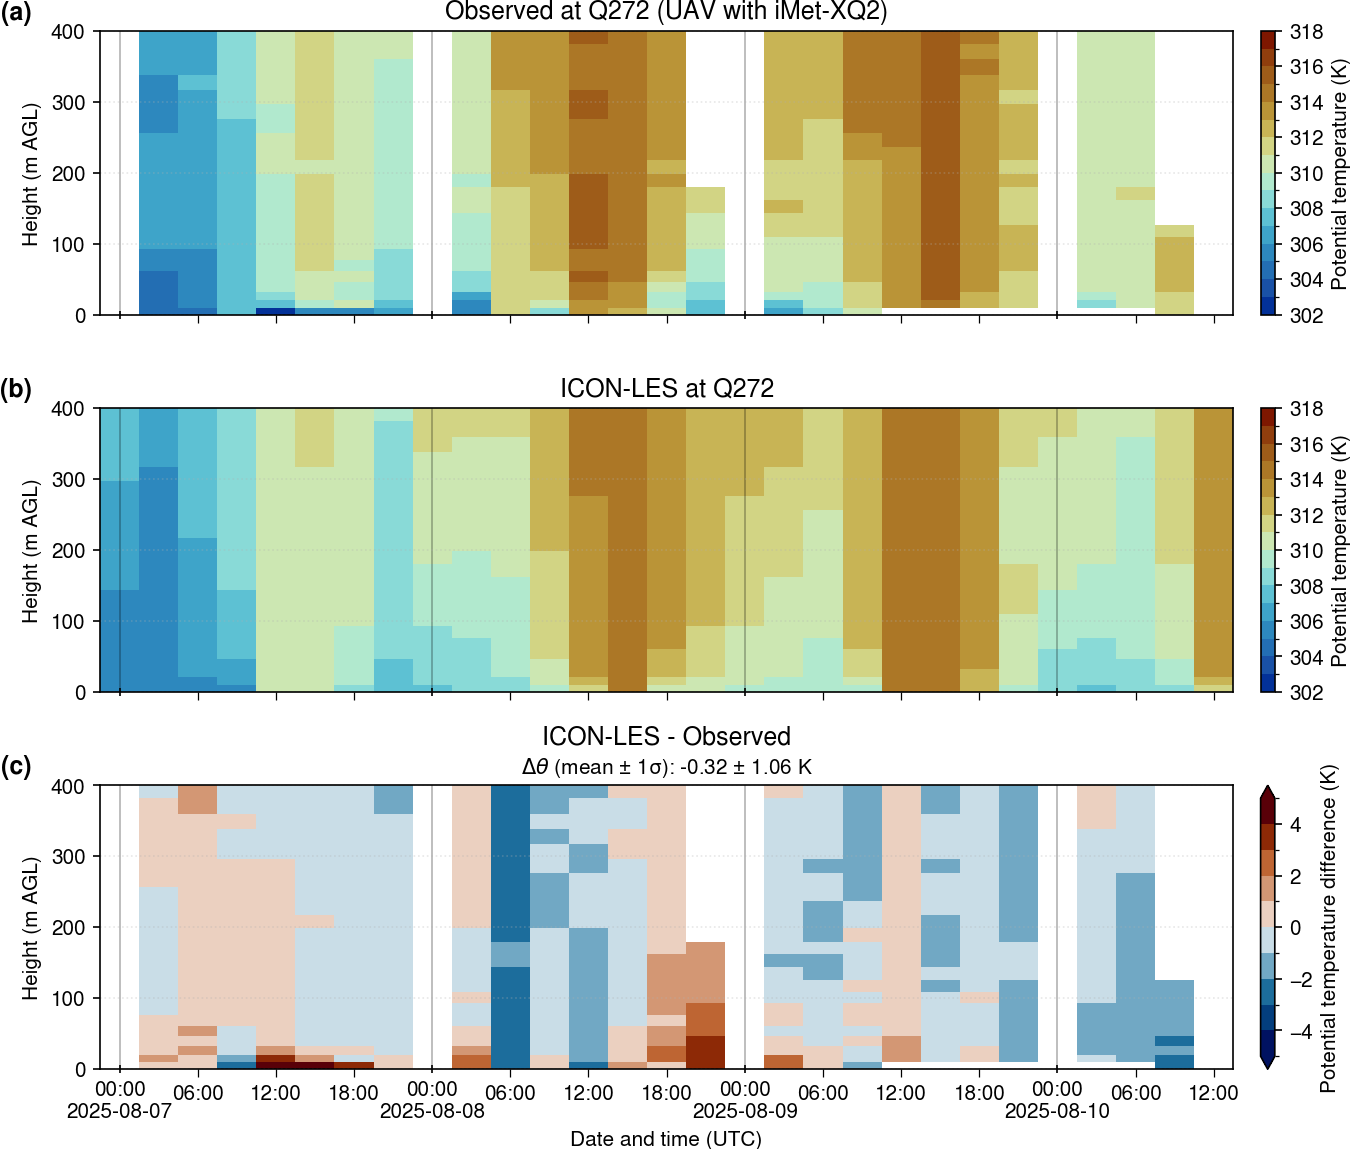 (a)
Observed at Q272 (UAV with iMet-XQ2)
400
300
200
100
0
Height (m AGL)
318
316
314
312
310
308
306
304
302
Potential temperature (K)
(b)
ICON-LES at Q272
400
300
200
100
0
Height (m AGL)
318
316
314
312
310
308
306
304
302
Potential temperature (K)
ICON-LES - Observed
(c)
Δθ (mean ± 1σ): -0.32 ± 1.06 K
400
300
200
100
0
Height (m AGL)
4
2
0
−2
−4
Potential temperature difference (K)
00:00 06:00 12:00 18:00 00:00 06:00 12:00 18:00 00:00 06:00 12:00 18:00 00:00 06:00 12:00
2025-08-07 2025-08-08 2025-08-09 2025-08-10
Date and time (UTC)